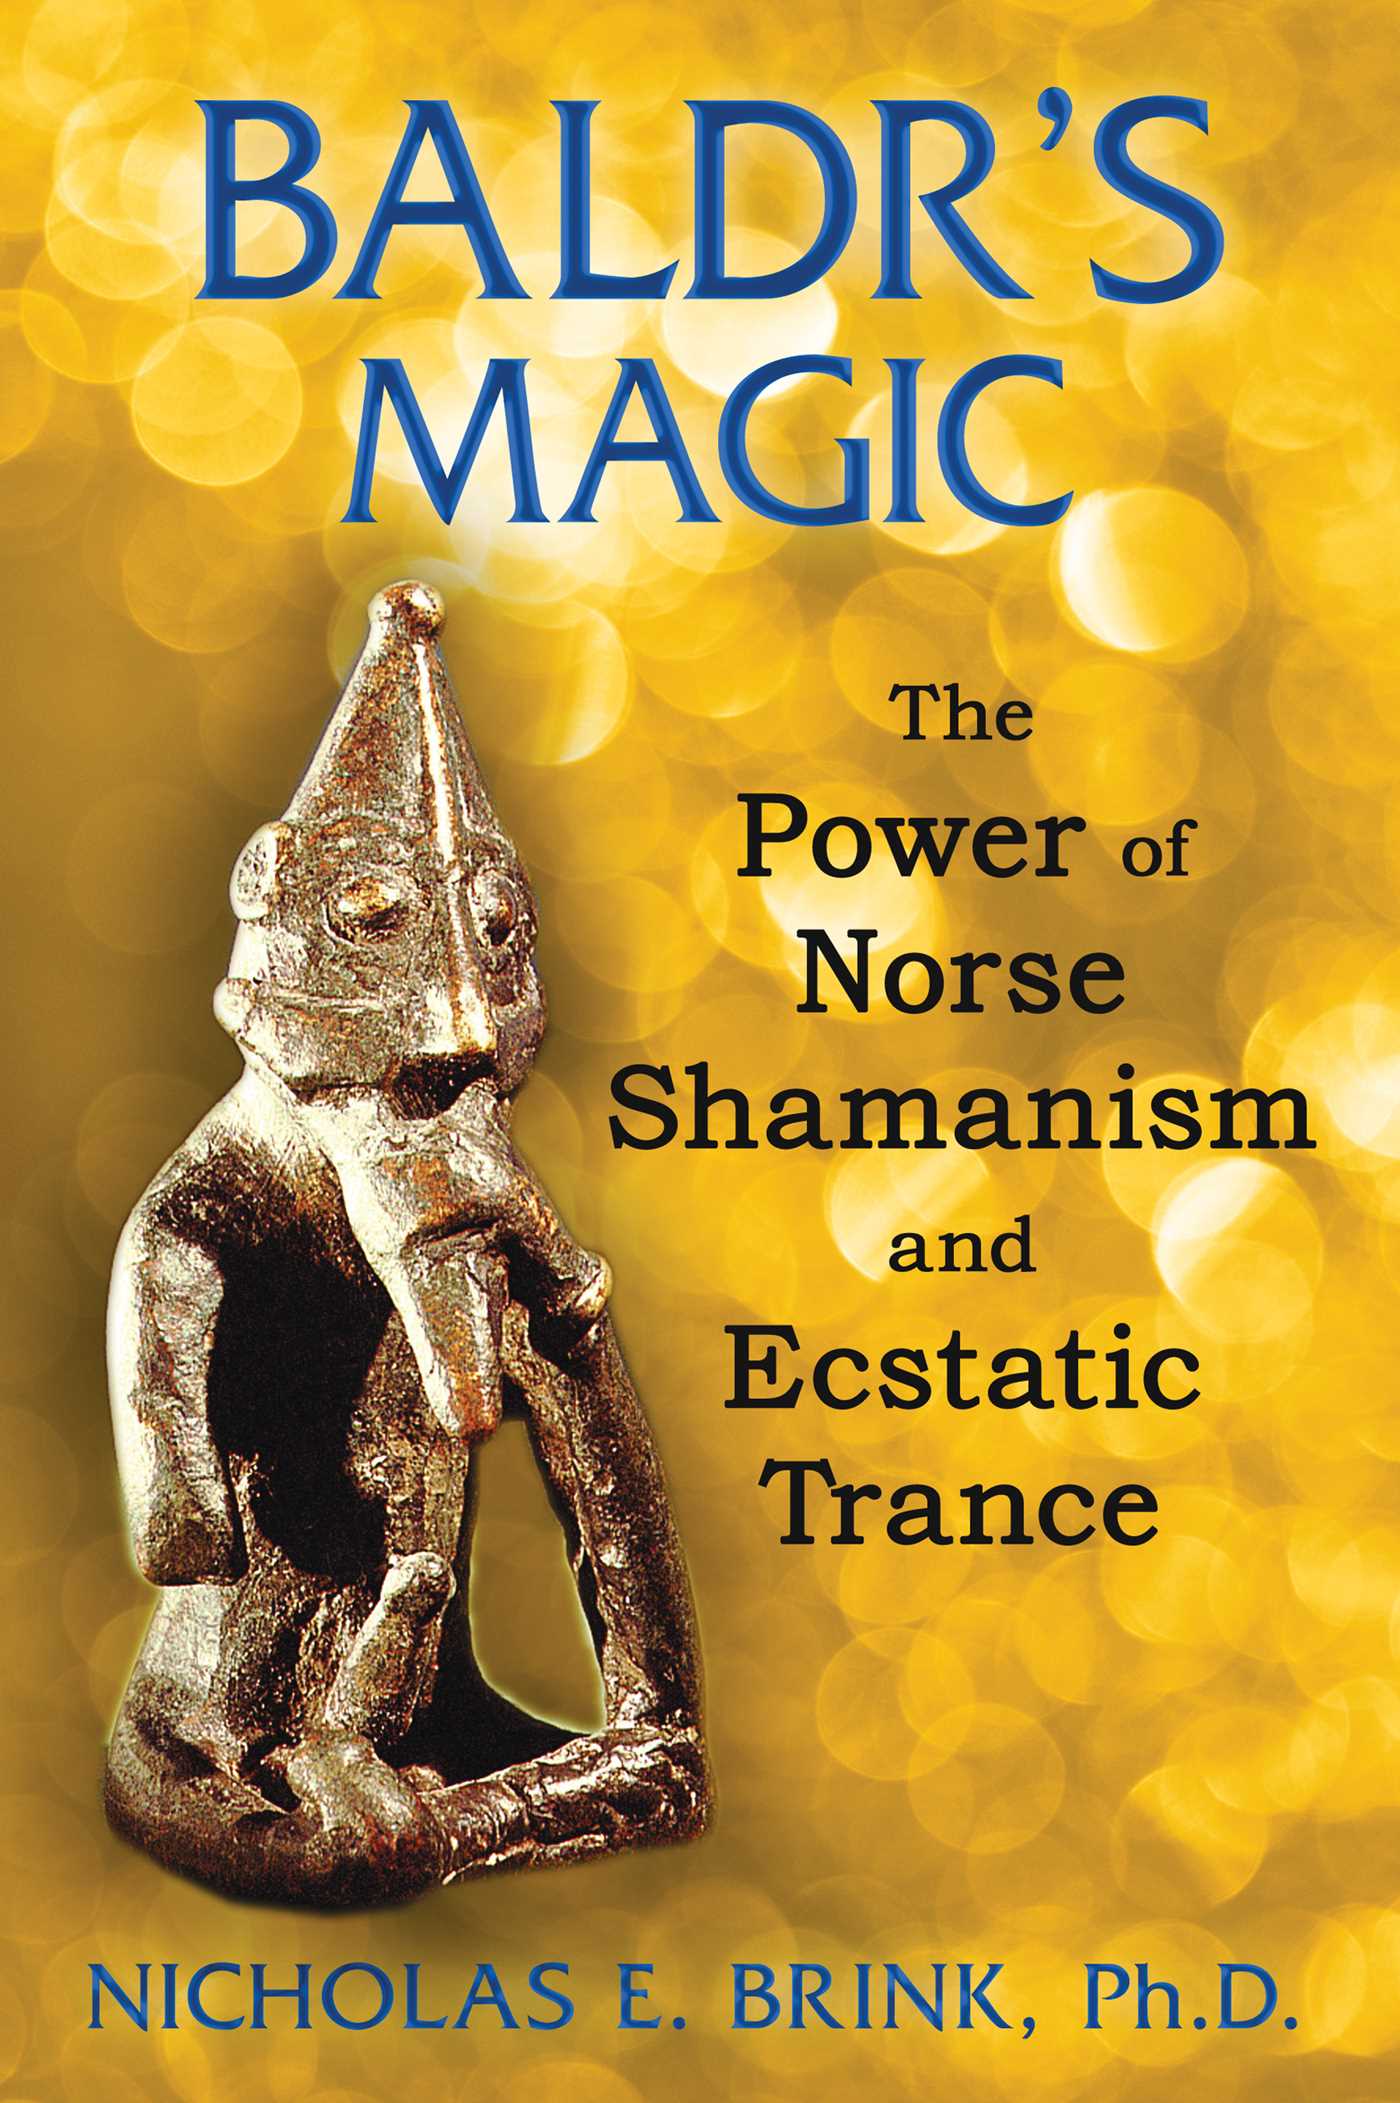 BALDR’S
MAGIC
The
Power of
Norse
Shamanism
and
Ecstatic
Trance
NICHOLAS E. BRINK, Ph.D.